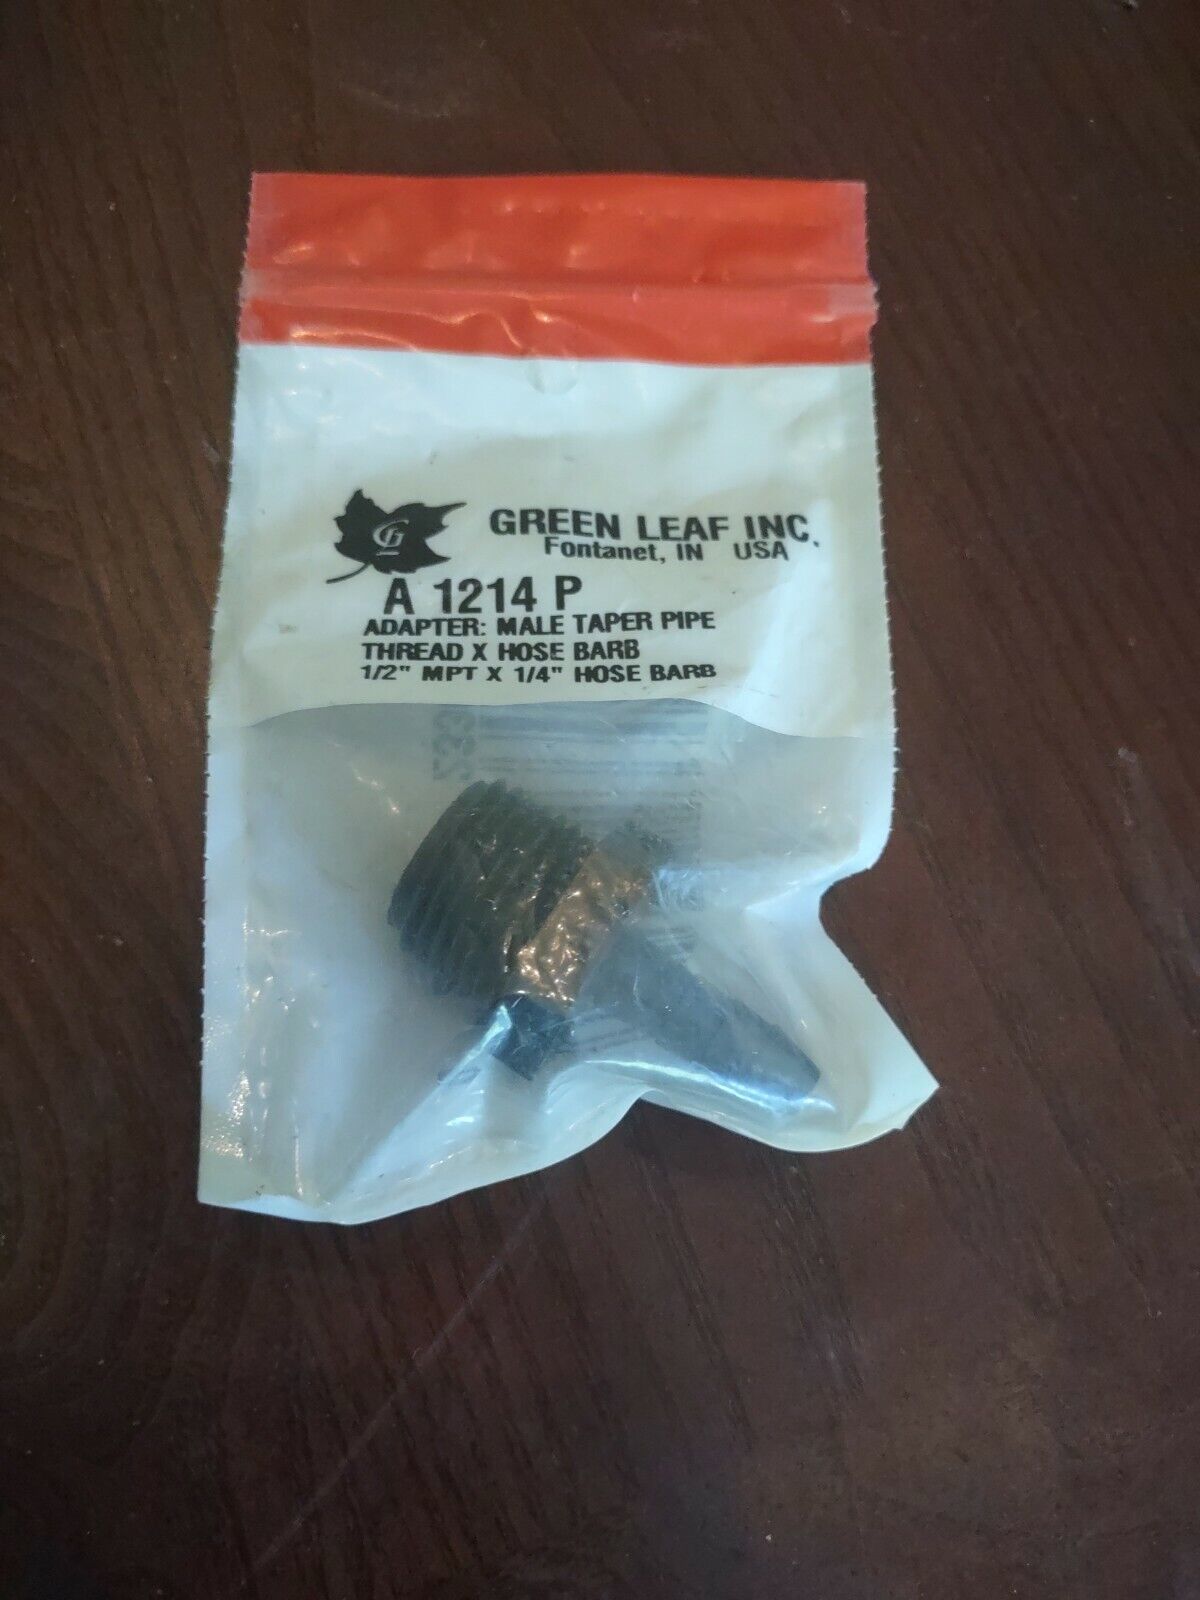 GREEN LEAF INC.
Fontanet, IN USA
G
A 1214 P
ADAPTER: MALE TAPER PIPE
THREAD X HOSE BARB
1/2" MPT X 1/4" HOSE BARB